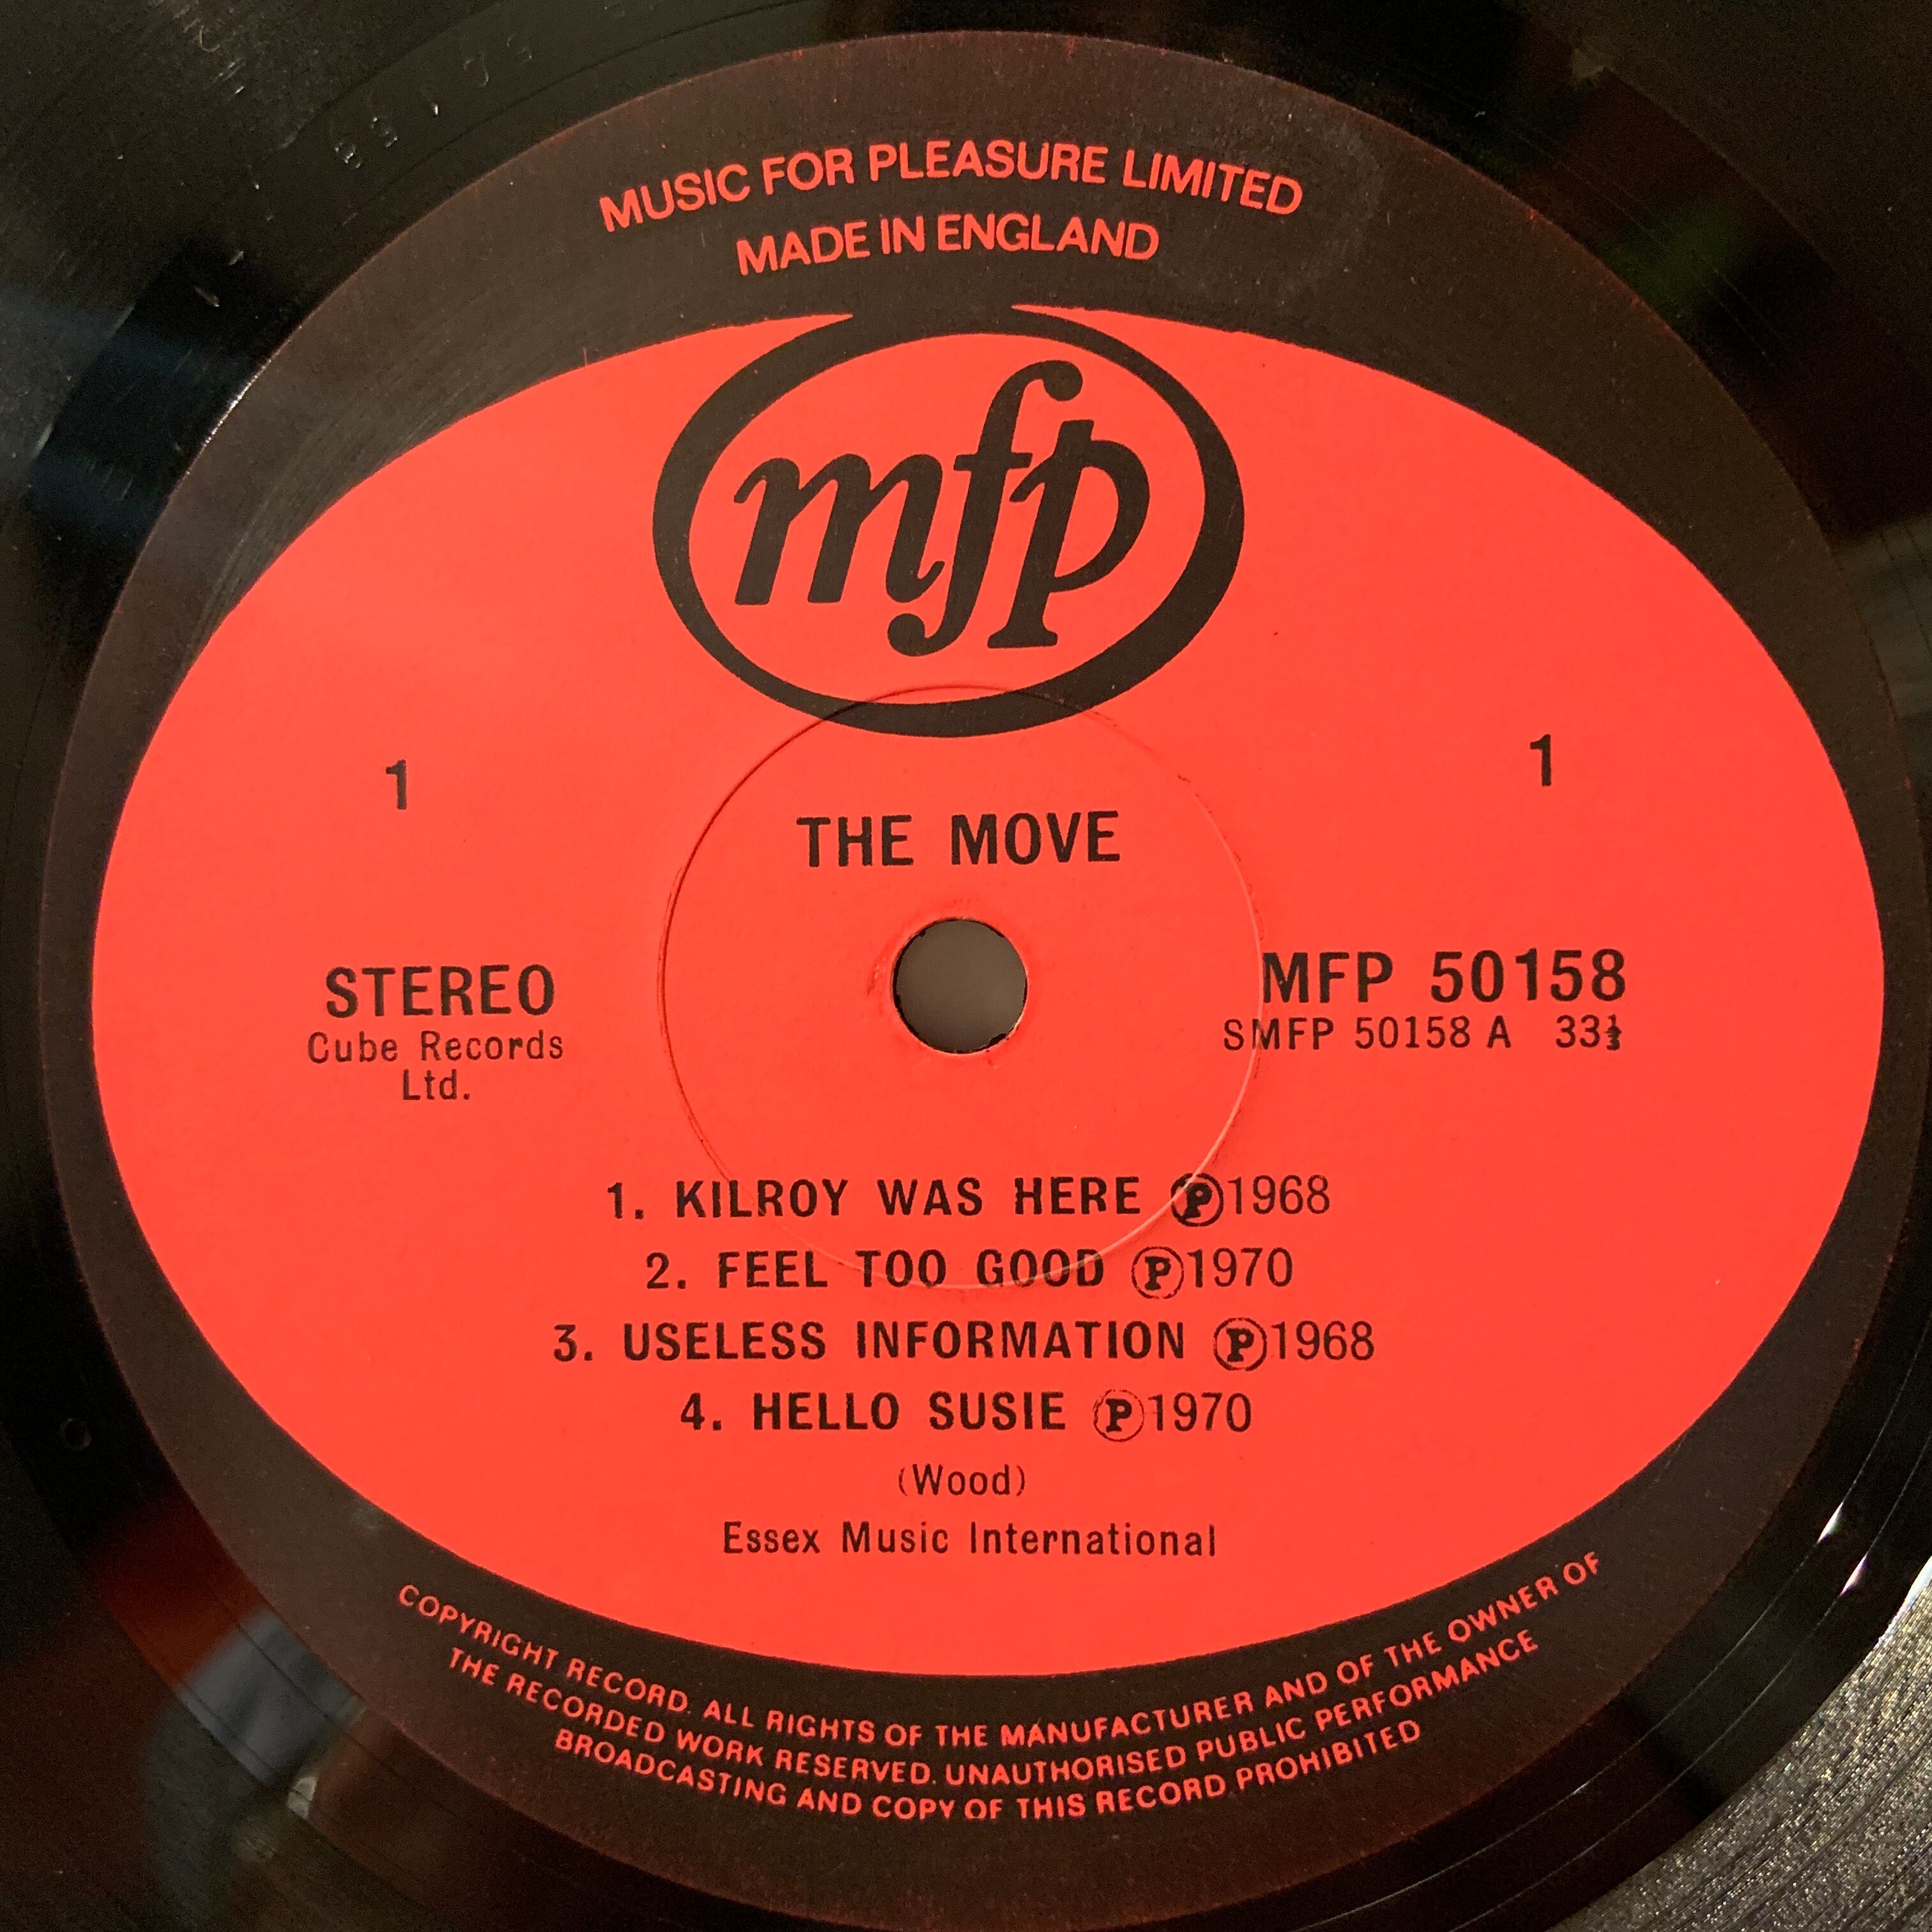 MUSIC FOR PLEASURE LIMITED
MADE IN ENGLAND
mfp
1 1
THE MOVE
STEREO MFP 50158
Cube Records SMFP 50158 A 33⅓
Ltd.
1. KILROY WAS HERE ℗1968
2. FEEL TOO GOOD ℗1970
3. USELESS INFORMATION ℗1968
4. HELLO SUSIE ℗1970
(Wood)
Essex Music International
COPYRIGHT RECORD. ALL RIGHTS OF THE MANUFACTURER AND OF THE OWNER OF
THE RECORDED WORK RESERVED. UNAUTHORISED PUBLIC PERFORMANCE
BROADCASTING AND COPY OF THIS RECORD PROHIBITED